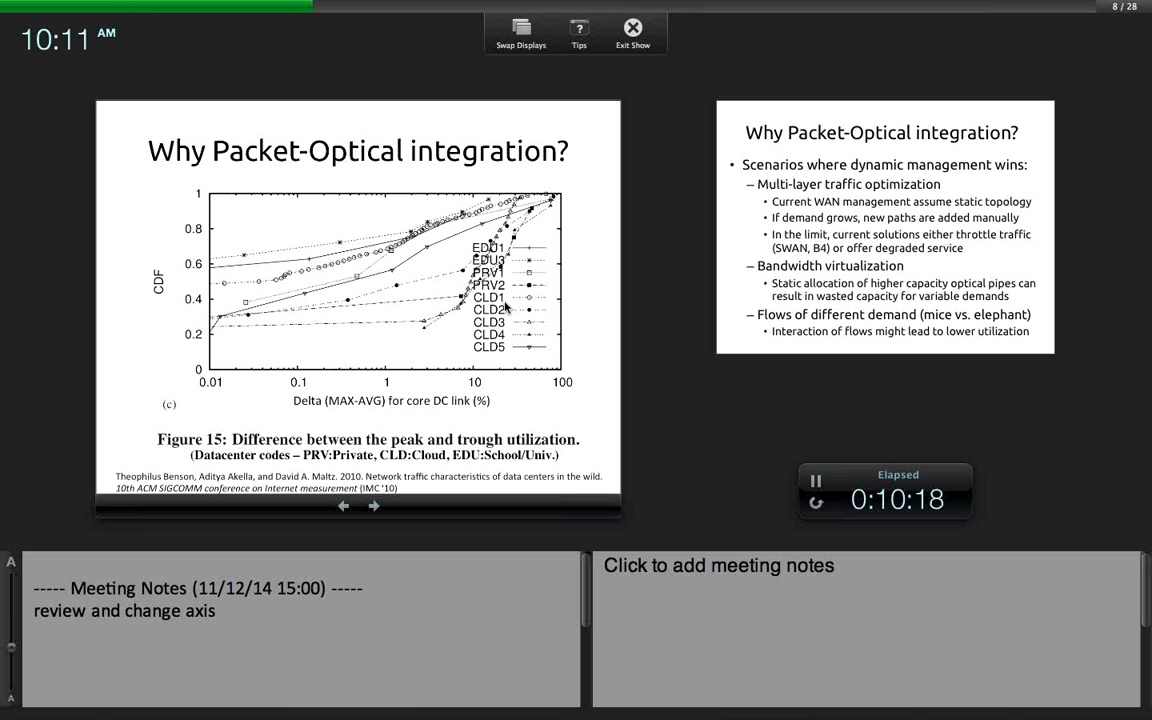 8 / 28
10:11 AM
Swap Displays
Tips
Exit Show
Why Packet-Optical integration?
1
0.8
0.6
0.4
0.2
0
CDF
EDU1
EDU3
PRV1
PRV2
CLD1
CLD2
CLD3
CLD4
CLD5
0.01 0.1 1 10 100
(c)
Delta (MAX-AVG) for core DC link (%)
Figure 15: Difference between the peak and trough utilization.
(Datacenter codes – PRV:Private, CLD:Cloud, EDU:School/Univ.)
Theophilus Benson, Aditya Akella, and David A. Maltz. 2010. Network traffic characteristics of data centers in the wild.
10th ACM SIGCOMM conference on Internet measurement (IMC '10)
Why Packet-Optical integration?
• Scenarios where dynamic management wins:
– Multi-layer traffic optimization
• Current WAN management assume static topology
• If demand grows, new paths are added manually
• In the limit, current solutions either throttle traffic
(SWAN, B4) or offer degraded service
– Bandwidth virtualization
• Static allocation of higher capacity optical pipes can
result in wasted capacity for variable demands
– Flows of different demand (mice vs. elephant)
• Interaction of flows might lead to lower utilization
Elapsed
0:10:18
A
A
----- Meeting Notes (11/12/14 15:00) -----
review and change axis
Click to add meeting notes